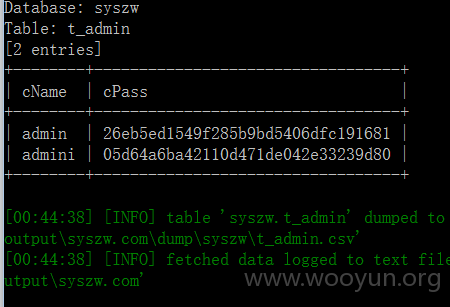 Database: syszw
Table: t_admin
[2 entries]
+--------+----------------------------------+
| cName | cPass |
+--------+----------------------------------+
| admin | 26eb5ed1549f285b9bd5406dfc191681 |
| admini | 05d64a6ba42110d471de042e33239d80 |
+--------+----------------------------------+
[00:44:38] [INFO] table 'syszw.t_admin' dumped to
output\syszw.com\dump\syszw\t_admin.csv'
[00:44:38] [INFO] fetched data logged to text file
utput\syszw.com'
www.wooyun.org